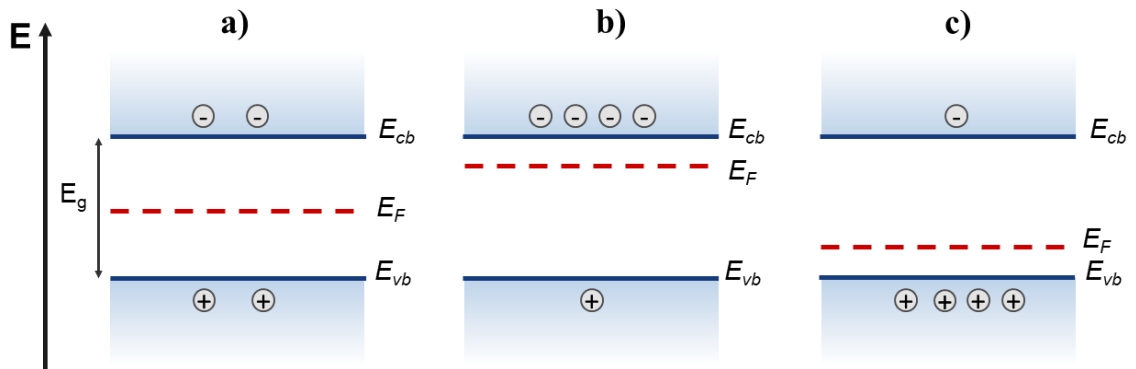 a) b) c)
E
- - - - - - -
E_cb E_cb E_cb
E_F
E_g
E_F
E_F
E_vb E_vb E_vb
+ + + + + + +